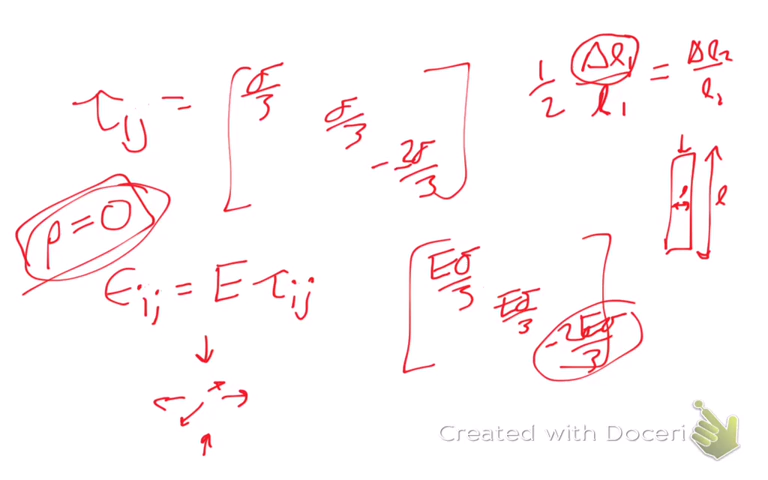 τij = [ σ/3
σ/3
-2σ/3 ]
1/2 Δl1/l1 = Δl2/l2
p = 0
l
ϵij = E τij
[ Eσ/3
Eσ/3
-2Eσ/3 ]
Created with Doceri